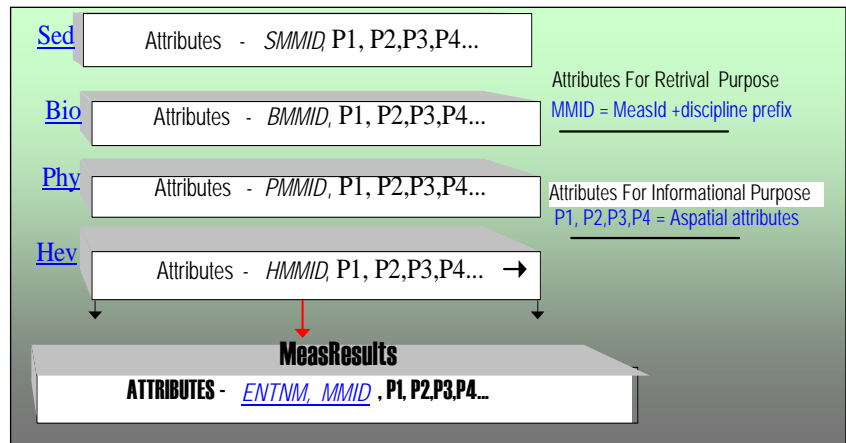 Sed Attributes - SMMID, P1, P2,P3,P4...
Attributes For Retrival Purpose
Bio Attributes - BMMID, P1, P2,P3,P4...
MMID = MeasId +discipline prefix
Phy Attributes - PMMID, P1, P2,P3,P4...
Attributes For Informational Purpose
P1, P2,P3,P4 = Aspatial attributes
Hev Attributes - HMMID, P1, P2,P3,P4... →
MeasResults
ATTRIBUTES - ENTNM, MMID , P1, P2,P3,P4...